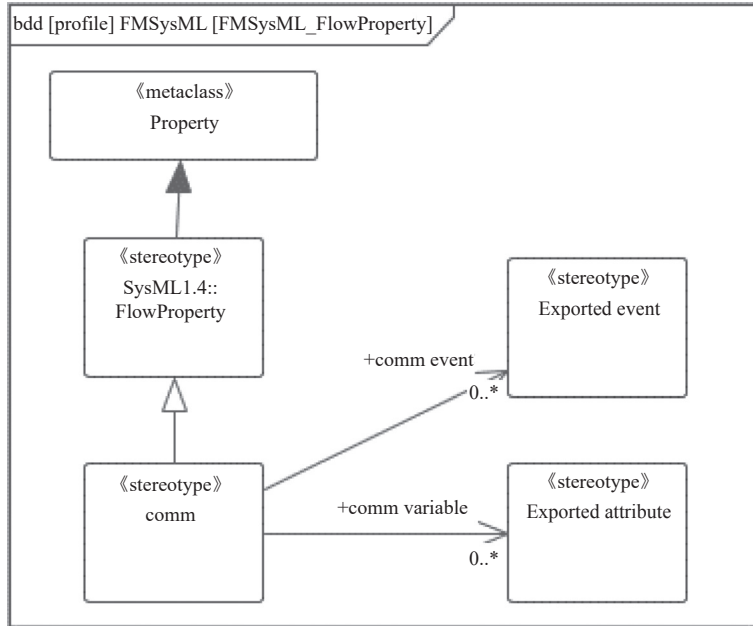 bdd [profile] FMSysML [FMSysML_FlowProperty]
《metaclass》
Property
《stereotype》
SysML1.4::
FlowProperty
《stereotype》
Exported event
+comm event
0..*
《stereotype》
comm
+comm variable
0..*
《stereotype》
Exported attribute